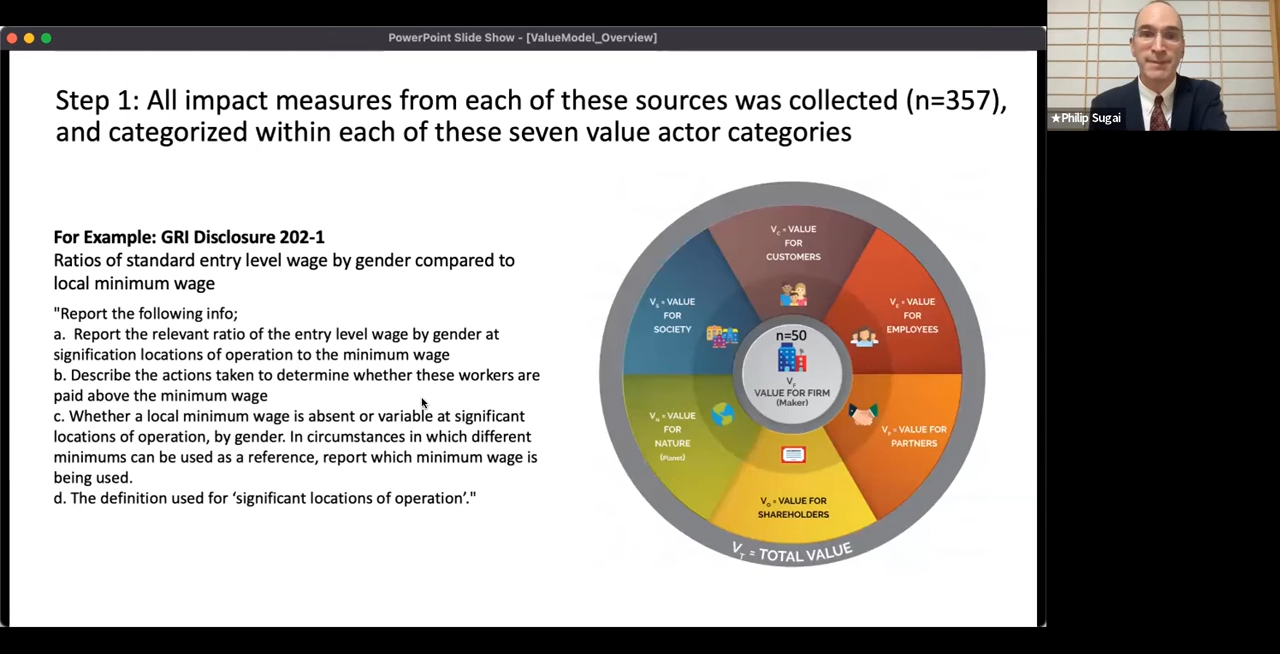 PowerPoint Slide Show - [ValueModel_Overview]
★Philip Sugai
Step 1: All impact measures from each of these sources was collected (n=357),
and categorized within each of these seven value actor categories
For Example: GRI Disclosure 202-1
Ratios of standard entry level wage by gender compared to
local minimum wage
"Report the following info;
a. Report the relevant ratio of the entry level wage by gender at
signification locations of operation to the minimum wage
b. Describe the actions taken to determine whether these workers are
paid above the minimum wage
c. Whether a local minimum wage is absent or variable at significant
locations of operation, by gender. In circumstances in which different
minimums can be used as a reference, report which minimum wage is
being used.
d. The definition used for ‘significant locations of operation’."
Vc = VALUE
FOR
CUSTOMERS
VE = VALUE
FOR
EMPLOYEES
VP = VALUE FOR
PARTNERS
VO = VALUE FOR
SHAREHOLDERS
VN = VALUE
FOR
NATURE
(Planet)
VS = VALUE
FOR
SOCIETY
n=50
VF
VALUE FOR FIRM
(Maker)
VT = TOTAL VALUE